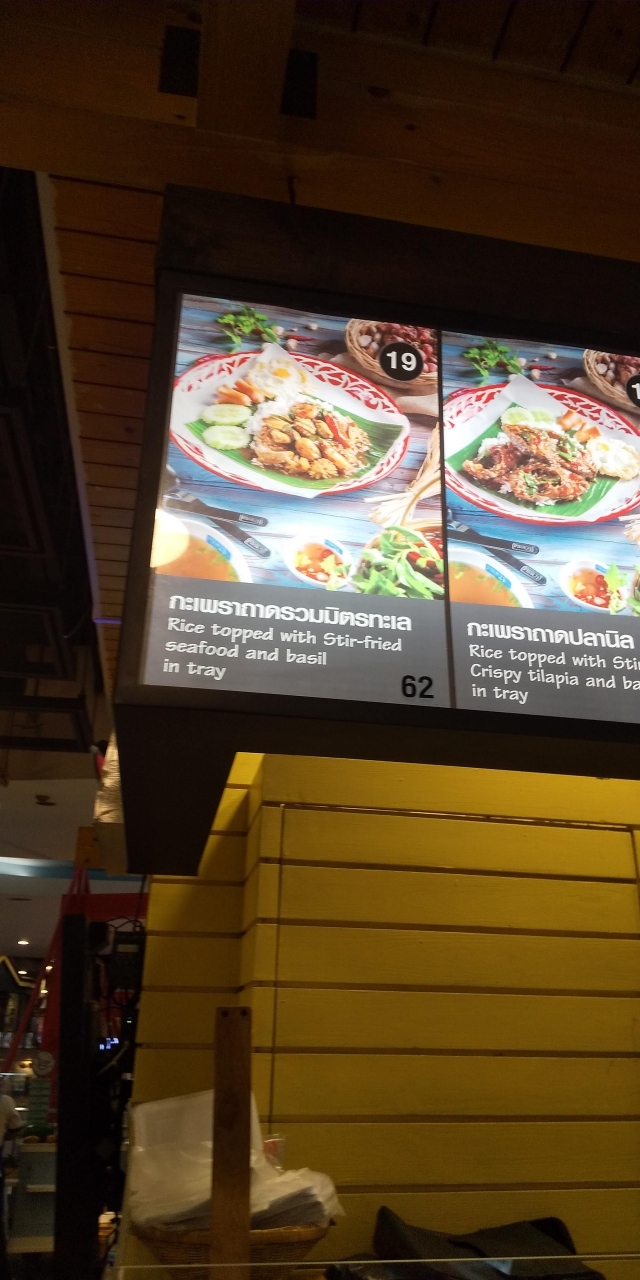 19
กะเพราถาดรวมมิตรทะเล
Rice topped with Stir-fried
seafood and basil
in tray
62
กะเพราถาดปลานิล
Rice topped with
Crispy tilapia and
in tray